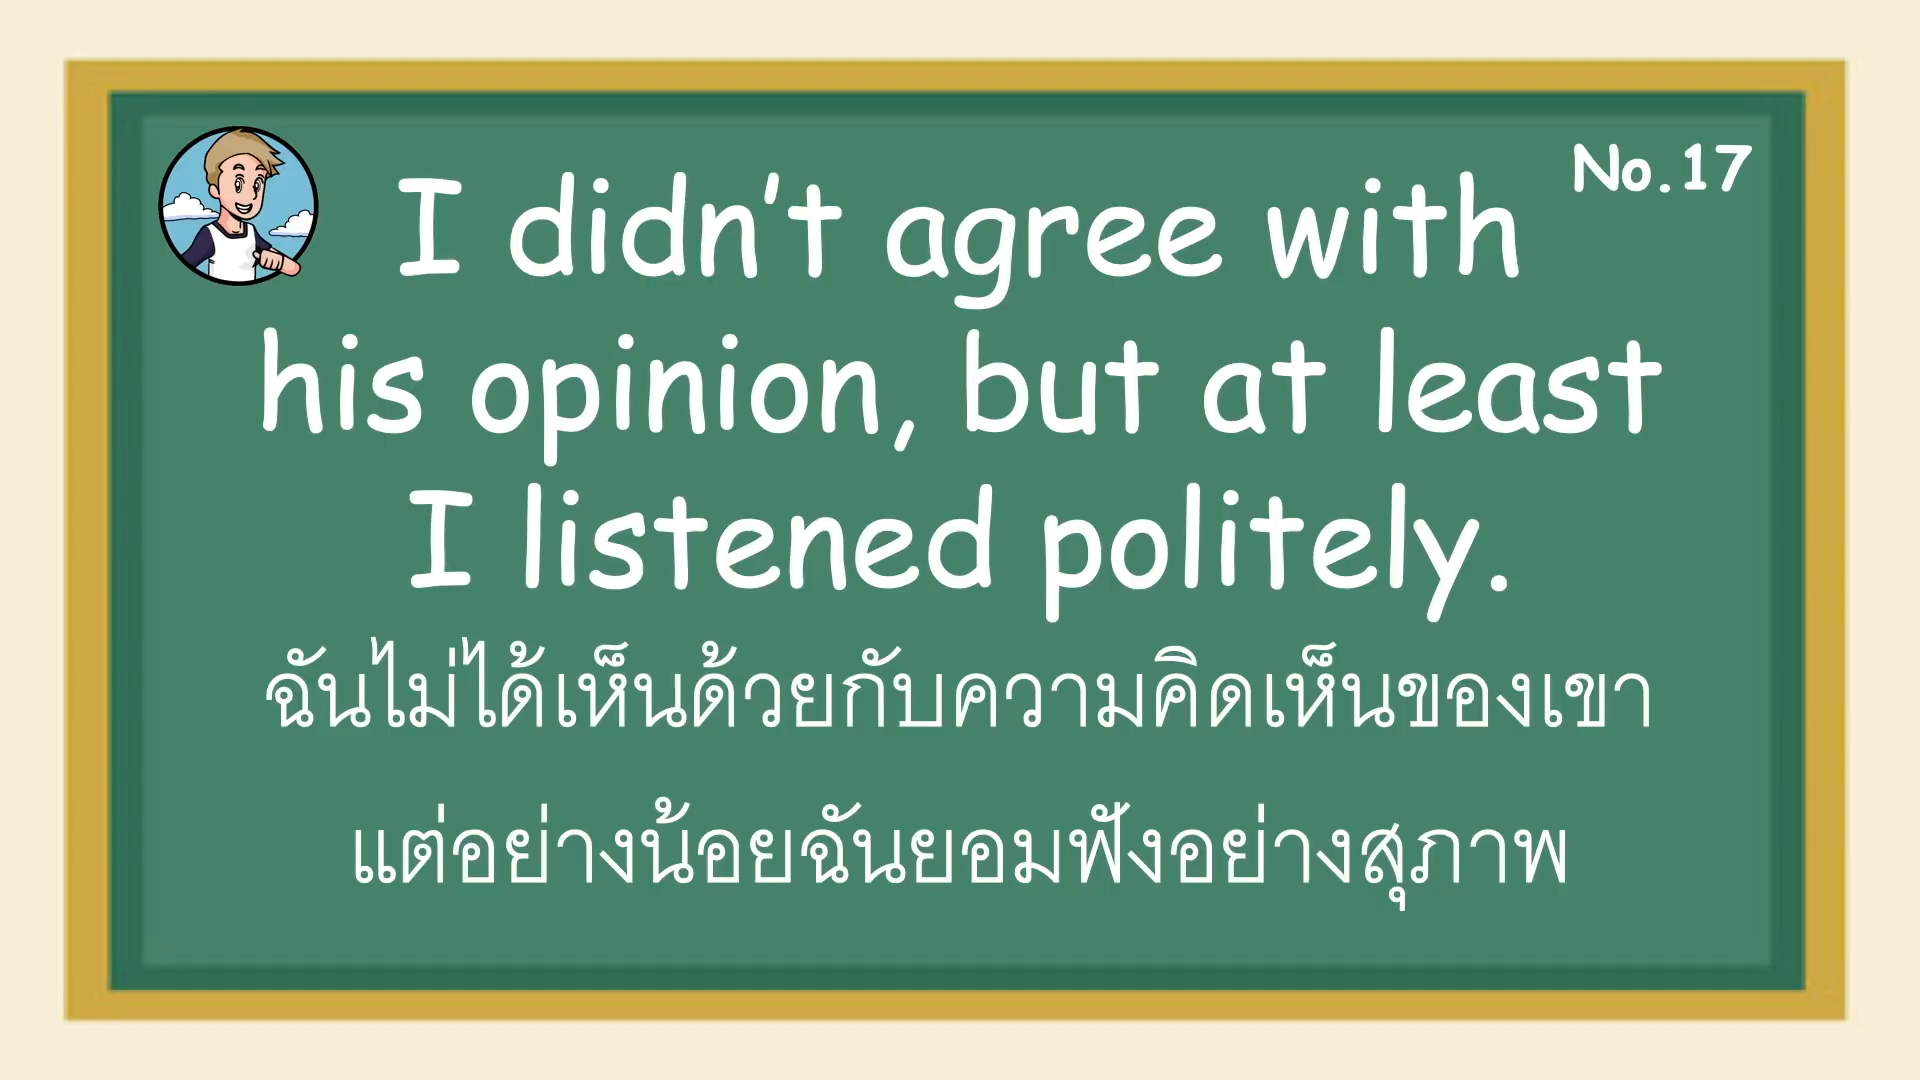 No.17
I didn't agree with
his opinion, but at least
I listened politely.
ฉันไม่ได้เห็นด้วยกับความคิดเห็นของเขา
แต่อย่างน้อยฉันยอมฟังอย่างสุภาพ